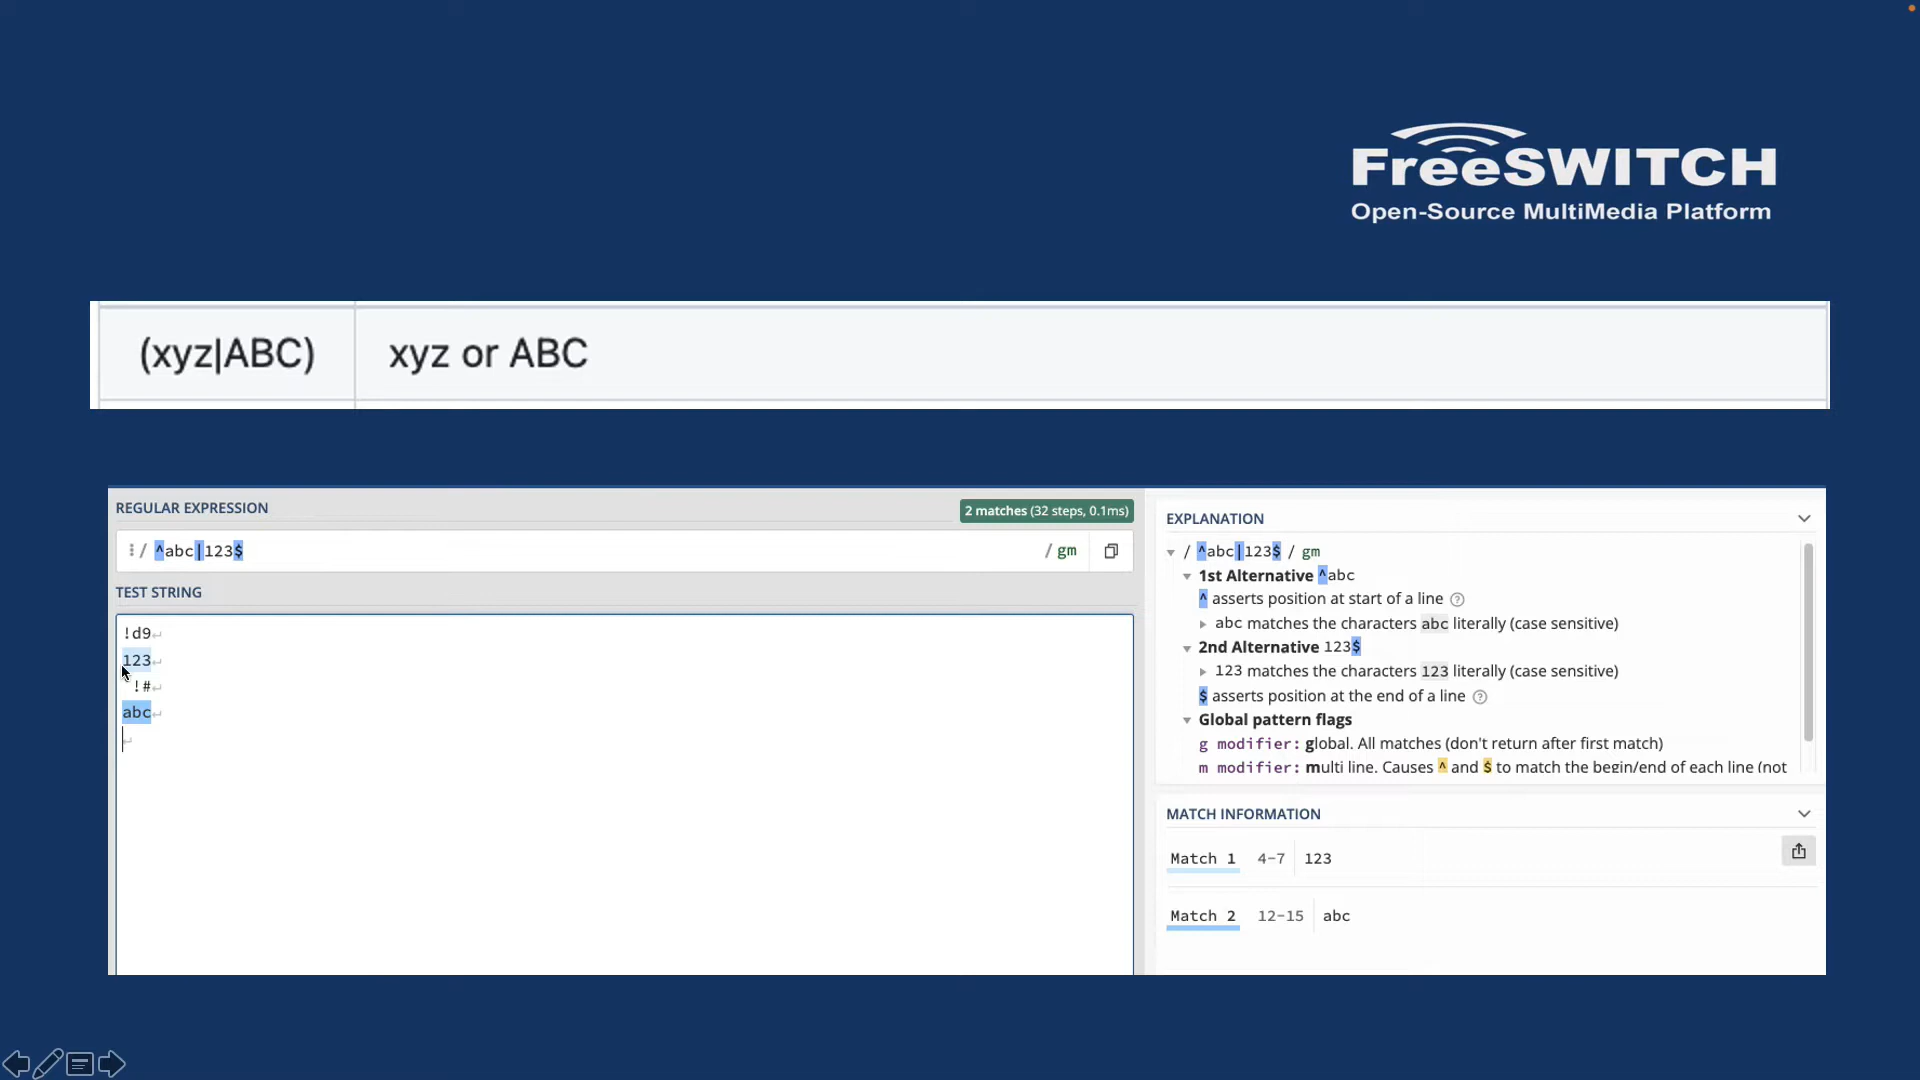 FreeSWITCH
Open-Source MultiMedia Platform
(xyz|ABC) xyz or ABC
REGULAR EXPRESSION
2 matches (32 steps, 0.1ms)
/ ^abc|123$ / gm
TEST STRING
!d9
123
!#
abc
EXPLANATION
/ ^abc|123$ / gm
1st Alternative ^abc
^ asserts position at start of a line
abc matches the characters abc literally (case sensitive)
2nd Alternative 123$
123 matches the characters 123 literally (case sensitive)
$ asserts position at the end of a line
Global pattern flags
g modifier: global. All matches (don't return after first match)
m modifier: multi line. Causes ^ and $ to match the begin/end of each line (not
MATCH INFORMATION
Match 1 4-7 123
Match 2 12-15 abc